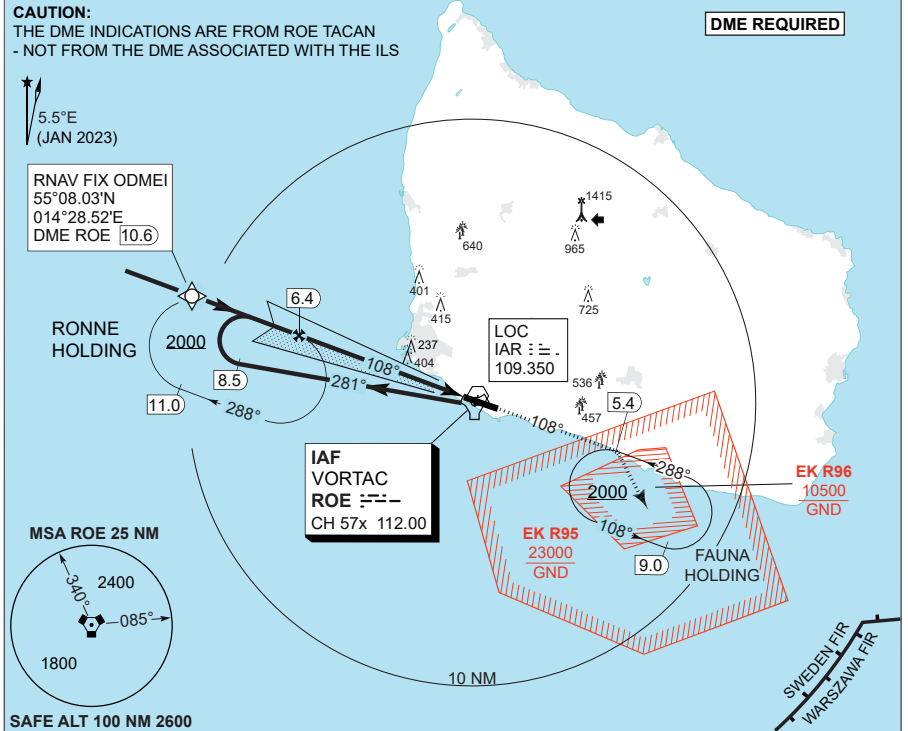 CAUTION:
THE DME INDICATIONS ARE FROM ROE TACAN
- NOT FROM THE DME ASSOCIATED WITH THE ILS
DME REQUIRED
5.5°E
(JAN 2023)
RNAV FIX ODMEI
55°08.03'N
014°28.52'E
DME ROE 10.6
1415
640
965
401
415
725
6.4
RONNE
HOLDING
2000
237
404
LOC
IAR
109.350
108°
8.5
281°
536
11.0
288°
5.4
457
108°
IAF
VORTAC
ROE
CH 57x 112.00
288°
EK R96
10500
GND
2000
108°
EK R95
23000
GND
9.0
FAUNA
HOLDING
MSA ROE 25 NM
340°
2400
085°
1800
10 NM
SWEDEN FIR
WARSZAWA FIR
SAFE ALT 100 NM 2600